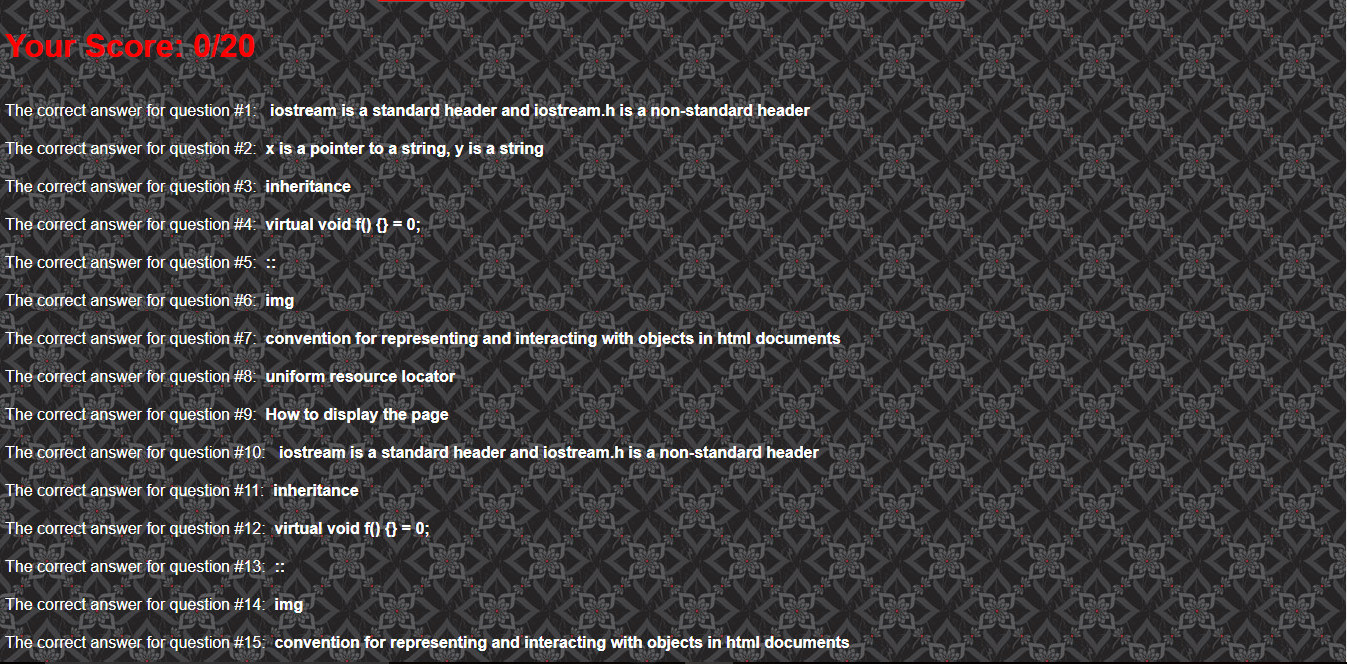 Your Score: 0/20
The correct answer for question #1: iostream is a standard header and iostream.h is a non-standard header
The correct answer for question #2: x is a pointer to a string, y is a string
The correct answer for question #3: inheritance
The correct answer for question #4: virtual void f() {} = 0;
The correct answer for question #5: ::
The correct answer for question #6: img
The correct answer for question #7: convention for representing and interacting with objects in html documents
The correct answer for question #8: uniform resource locator
The correct answer for question #9: How to display the page
The correct answer for question #10: iostream is a standard header and iostream.h is a non-standard header
The correct answer for question #11: inheritance
The correct answer for question #12: virtual void f() {} = 0;
The correct answer for question #13: ::
The correct answer for question #14: img
The correct answer for question #15: convention for representing and interacting with objects in html documents